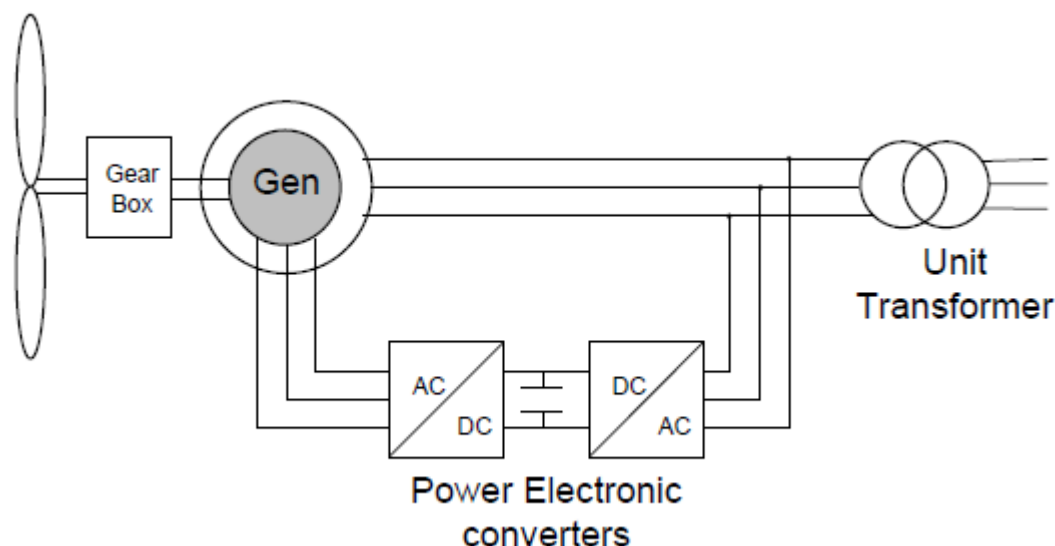 Gear
Box
Gen
Unit
Transformer
AC
DC
DC
AC
Power Electronic
converters